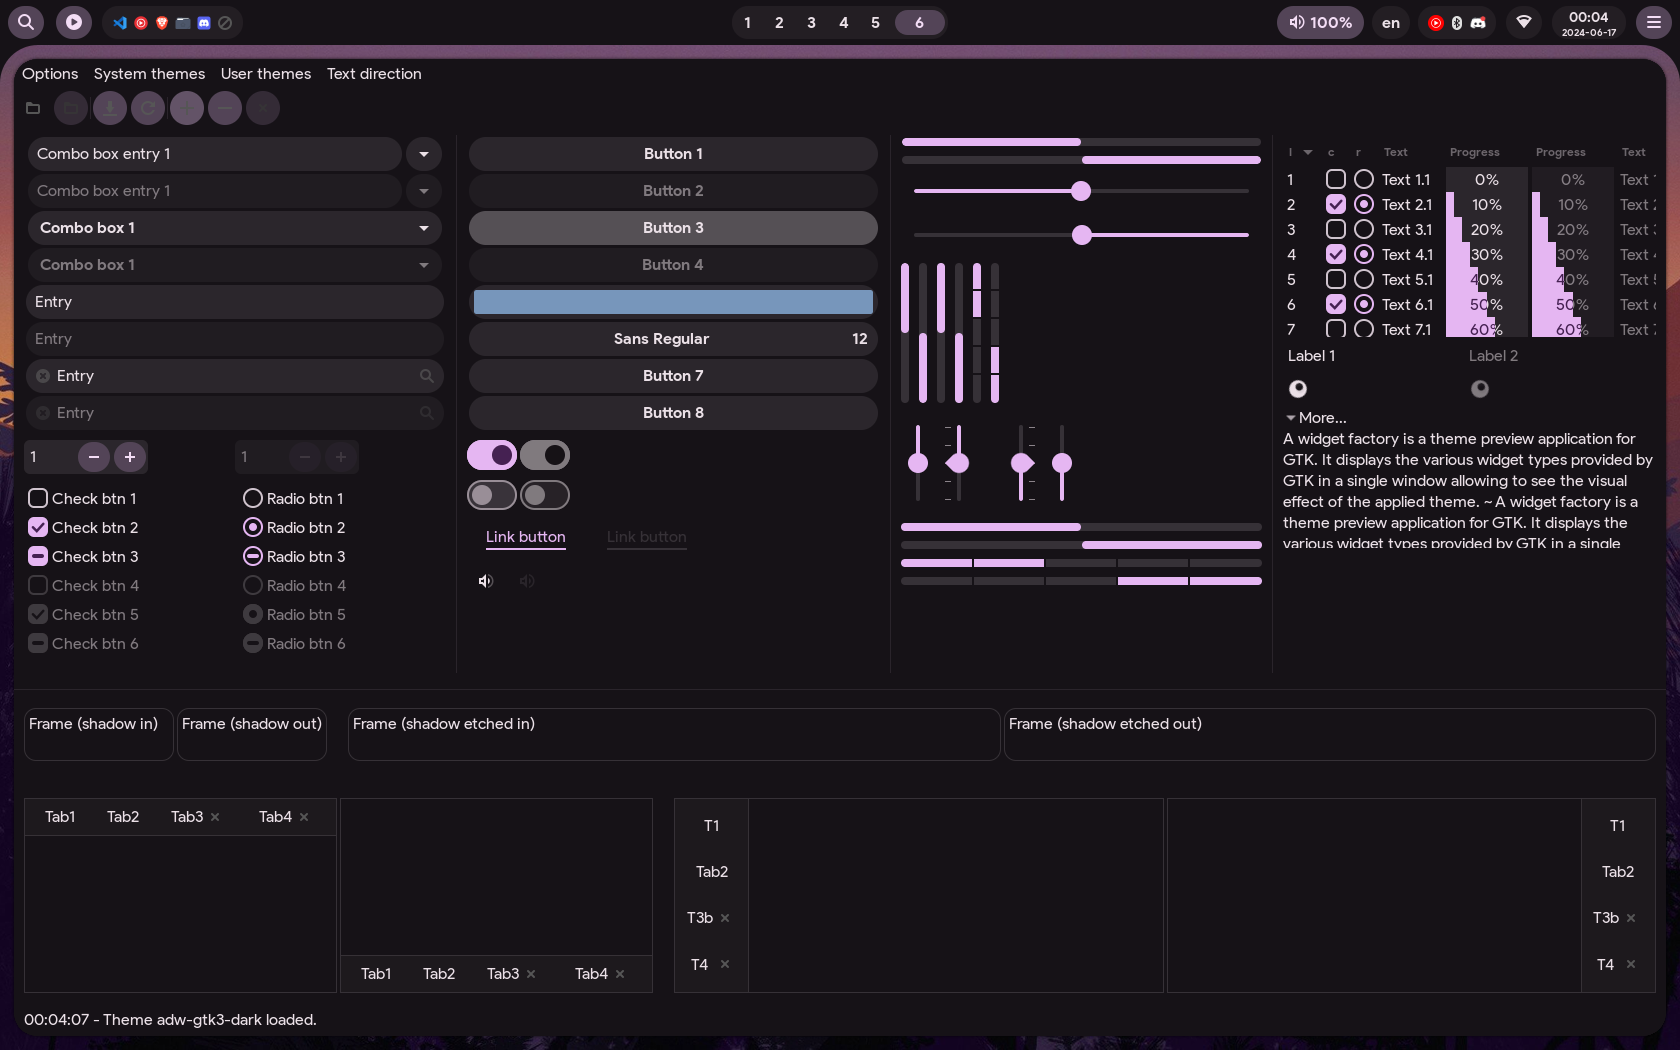 1 2 3 4 5 6
100% en 00:04
2024-06-17
Options System themes User themes Text direction
Combo box entry 1
Combo box entry 1
Combo box 1
Combo box 1
Entry
Entry
Entry
Entry
1 1
Check btn 1 Radio btn 1
Check btn 2 Radio btn 2
Check btn 3 Radio btn 3
Check btn 4 Radio btn 4
Check btn 5 Radio btn 5
Check btn 6 Radio btn 6
Button 1
Button 2
Button 3
Button 4
Sans Regular 12
Button 7
Button 8
Link button Link button
I c r Text Progress Progress Text
1 Text 1.1 0% 0% Text
2 Text 2.1 10% 10% Text
3 Text 3.1 20% 20% Text
4 Text 4.1 30% 30% Text
5 Text 5.1 40% 40% Text
6 Text 6.1 50% 50% Text
7 Text 7.1 60% 60% Text
Label 1 Label 2
More...
A widget factory is a theme preview application for
GTK. It displays the various widget types provided by
GTK in a single window allowing to see the visual
effect of the applied theme. ~ A widget factory is a
theme preview application for GTK. It displays the
various widget types provided by GTK in a single
Frame (shadow in) Frame (shadow out) Frame (shadow etched in) Frame (shadow etched out)
Tab1 Tab2 Tab3 Tab4
Tab1 Tab2 Tab3 Tab4
T1
Tab2
T3b
T4
T1
Tab2
T3b
T4
00:04:07 - Theme adw-gtk3-dark loaded.